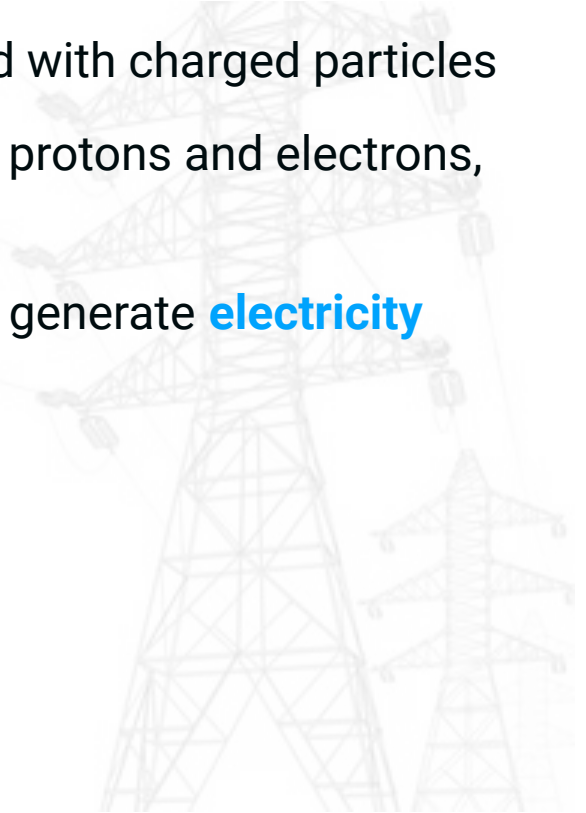 with charged particles
protons and electrons,
generate electricity